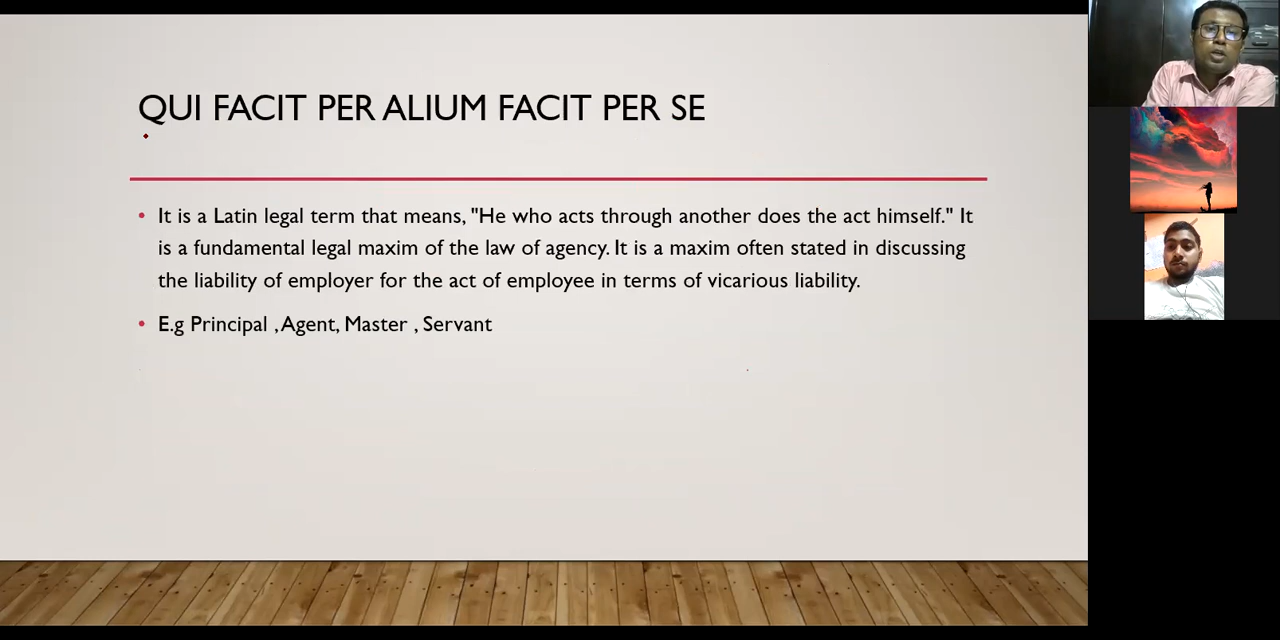 QUI FACIT PER ALIUM FACIT PER SE
• It is a Latin legal term that means, "He who acts through another does the act himself." It
is a fundamental legal maxim of the law of agency. It is a maxim often stated in discussing
the liability of employer for the act of employee in terms of vicarious liability.
• E.g Principal , Agent, Master , Servant